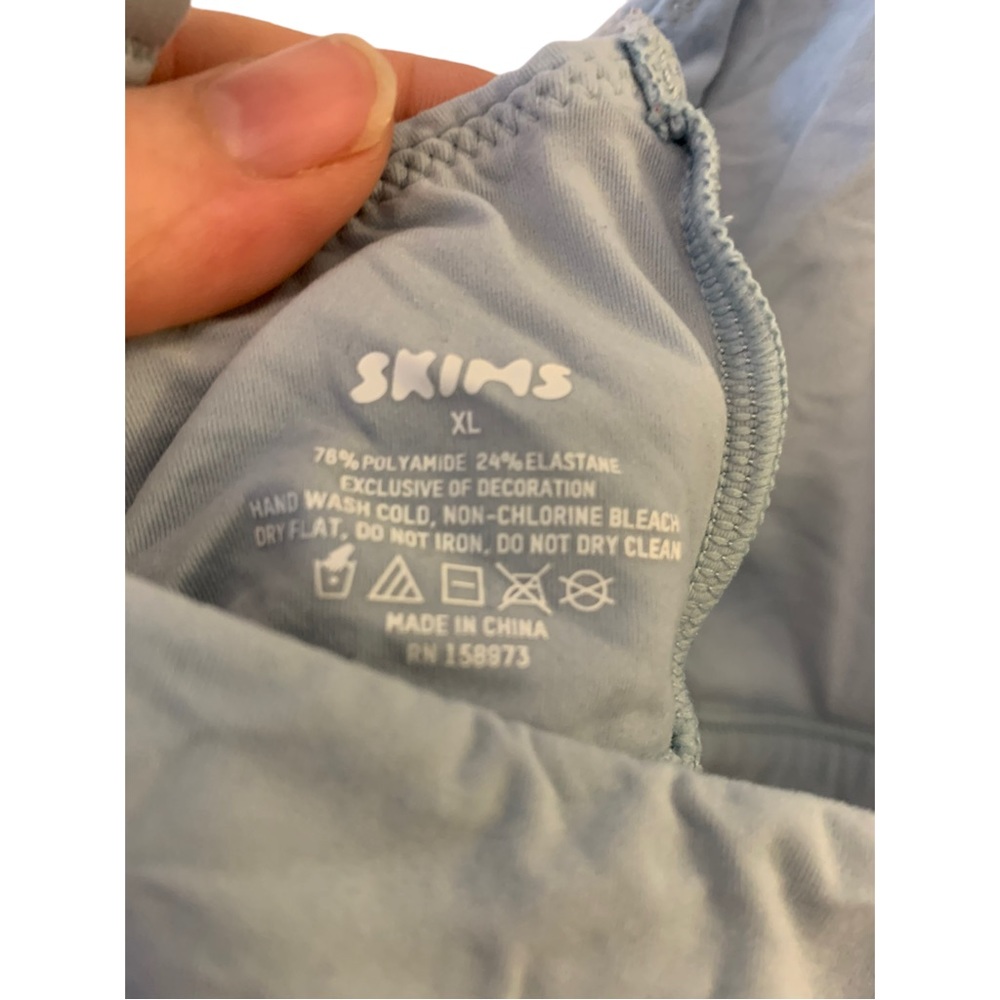 SKIMS
XL
76% POLYAMIDE 24% ELASTANE
EXCLUSIVE OF DECORATION
HAND WASH COLD, NON-CHLORINE BLEACH
DRY FLAT, DO NOT IRON, DO NOT DRY CLEAN
MADE IN CHINA
RN 158973